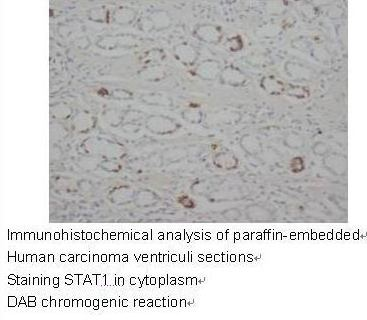 Immunohistochemical analysis of paraffin-embedded↵
Human carcinoma ventriculi sections↵
Staining STAT1 in cytoplasm↵
DAB chromogenic reaction↵